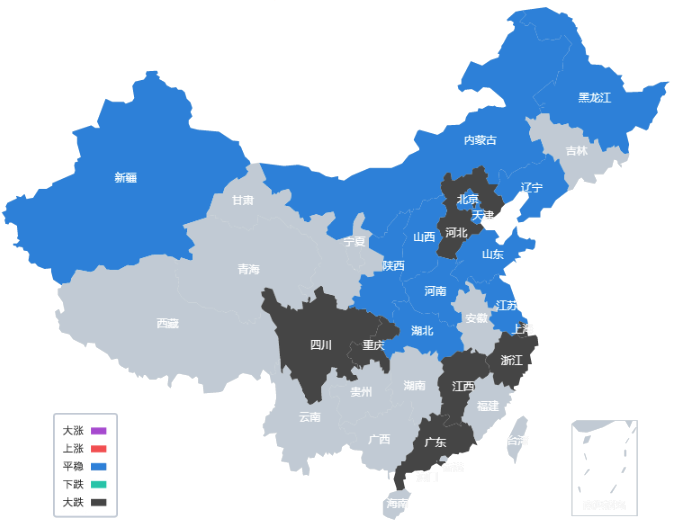 黑龙江
内蒙古
吉林
新疆
辽宁
北京
甘肃
天津
河北
山西
宁夏
山东
陕西
青海
河南
江苏
安徽
西藏
上海
湖北
四川
重庆
浙江
江西
湖南
贵州
福建
云南
广西
广东
台湾
海南
大涨
上涨
平稳
下跌
大跌